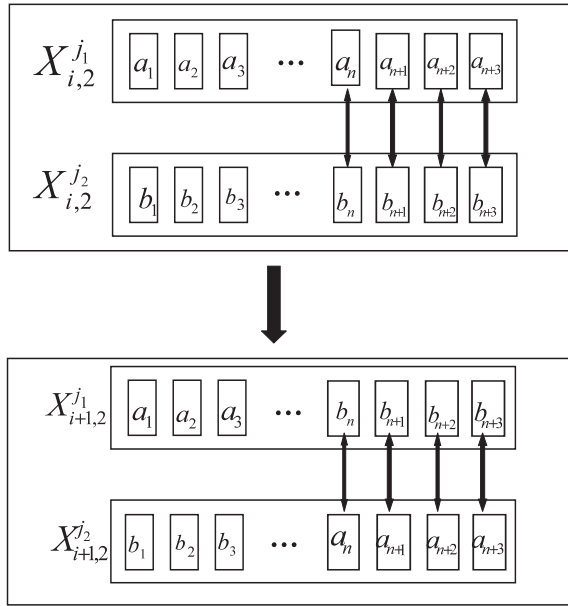 X_{i,2}^{j_1} a_1 a_2 a_3 ... a_n a_{n+1} a_{n+2} a_{n+3}
X_{i,2}^{j_2} b_1 b_2 b_3 ... b_n b_{n+1} b_{n+2} b_{n+3}
X_{i+1,2}^{j_1} a_1 a_2 a_3 ... b_n b_{n+1} b_{n+2} b_{n+3}
X_{i+1,2}^{j_2} b_1 b_2 b_3 ... a_n a_{n+1} a_{n+2} a_{n+3}